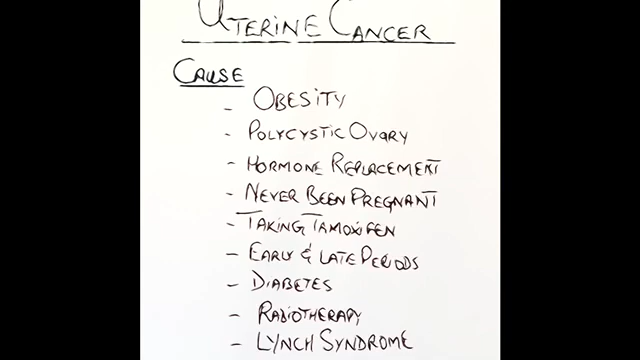 Uterine Cancer
Cause
- Obesity
- Polycystic Ovary
- Hormone Replacement
- Never Been Pregnant
- Taking Tamoxifen
- Early & Late Periods
- Diabetes
- Radiotherapy
- Lynch Syndrome